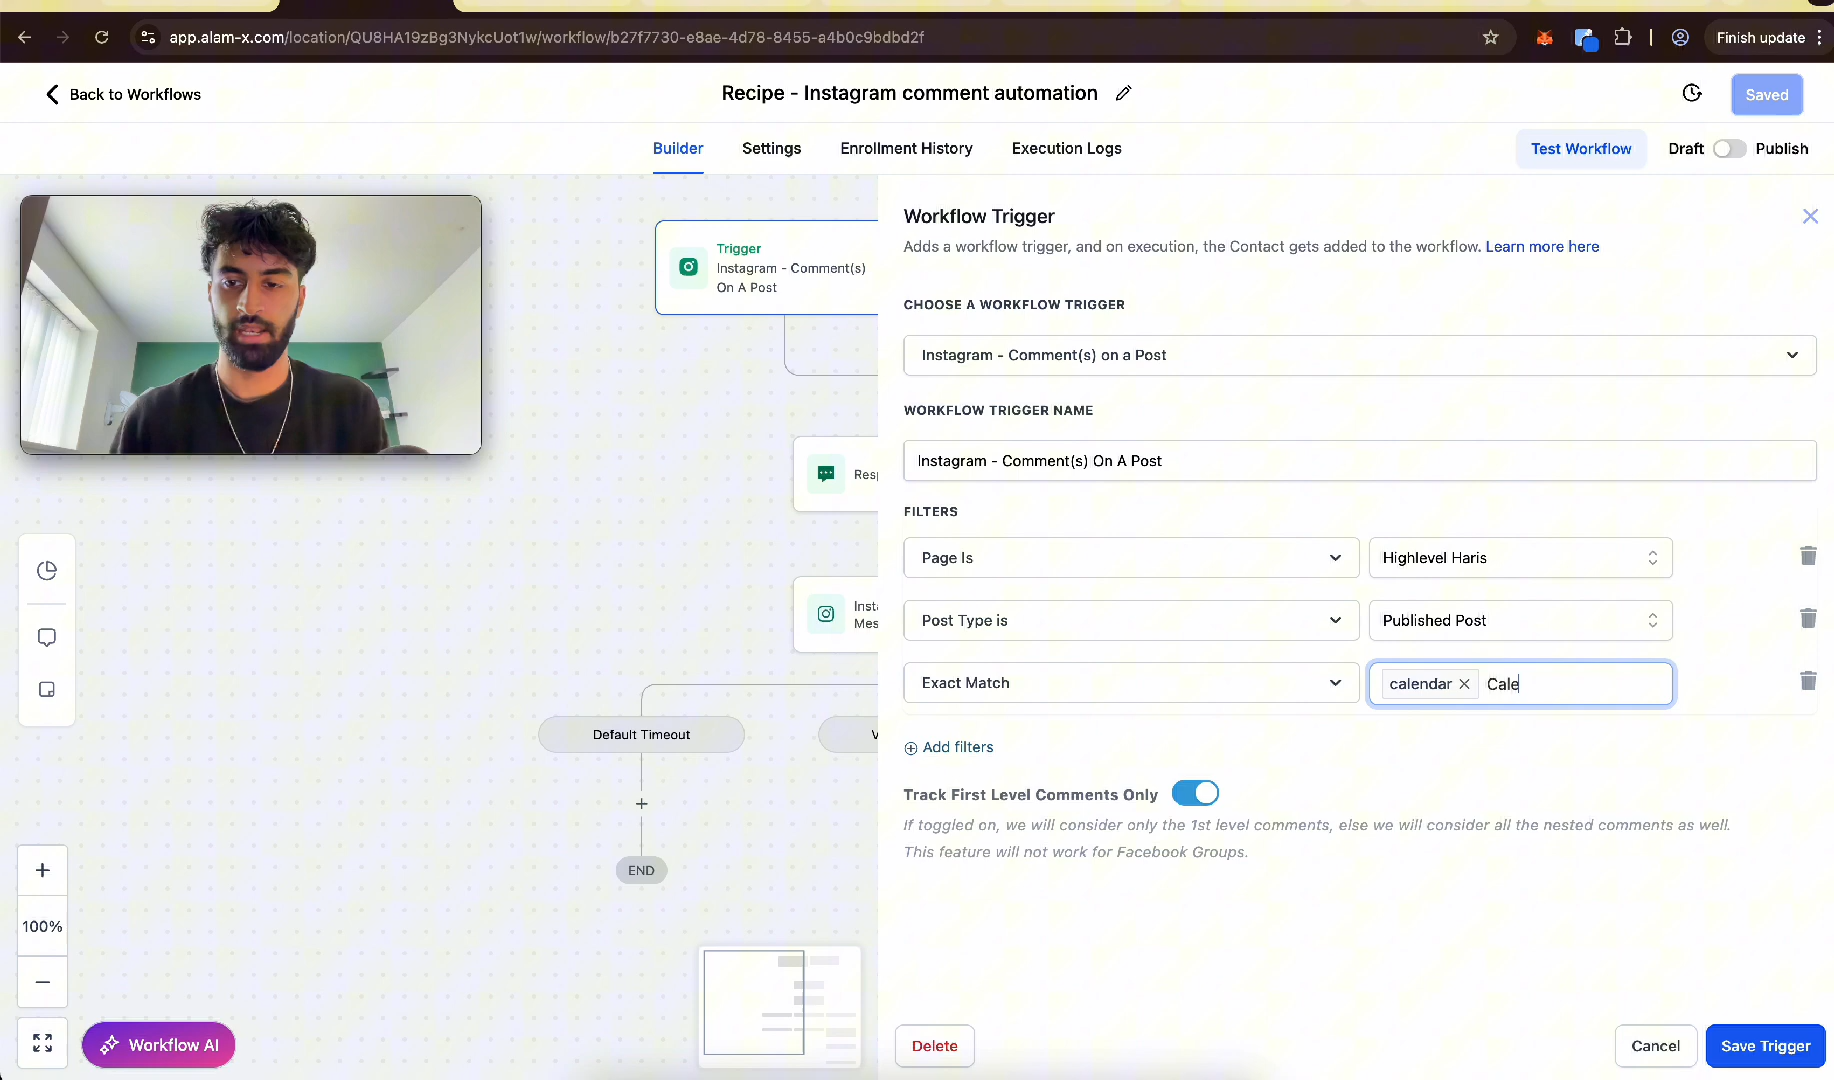 app.alam-x.com/location/QU8HA19zBg3NykcUot1w/workflow/b27f7730-e8ae-4d78-8455-a4b0c9bdbd2f
Finish update
Back to Workflows
Recipe - Instagram comment automation
Saved
Builder
Settings
Enrollment History
Execution Logs
Test Workflow
Draft
Publish
Trigger
Instagram - Comment(s)
On A Post
Workflow Trigger
Adds a workflow trigger, and on execution, the Contact gets added to the workflow. Learn more here
CHOOSE A WORKFLOW TRIGGER
Instagram - Comment(s) on a Post
WORKFLOW TRIGGER NAME
Instagram - Comment(s) On A Post
FILTERS
Page Is
Highlevel Haris
Post Type is
Published Post
Exact Match
calendar
Cale
Add filters
Track First Level Comments Only
If toggled on, we will consider only the 1st level comments, else we will consider all the nested comments as well.
This feature will not work for Facebook Groups.
Default Timeout
END
100%
Workflow AI
Delete
Cancel
Save Trigger